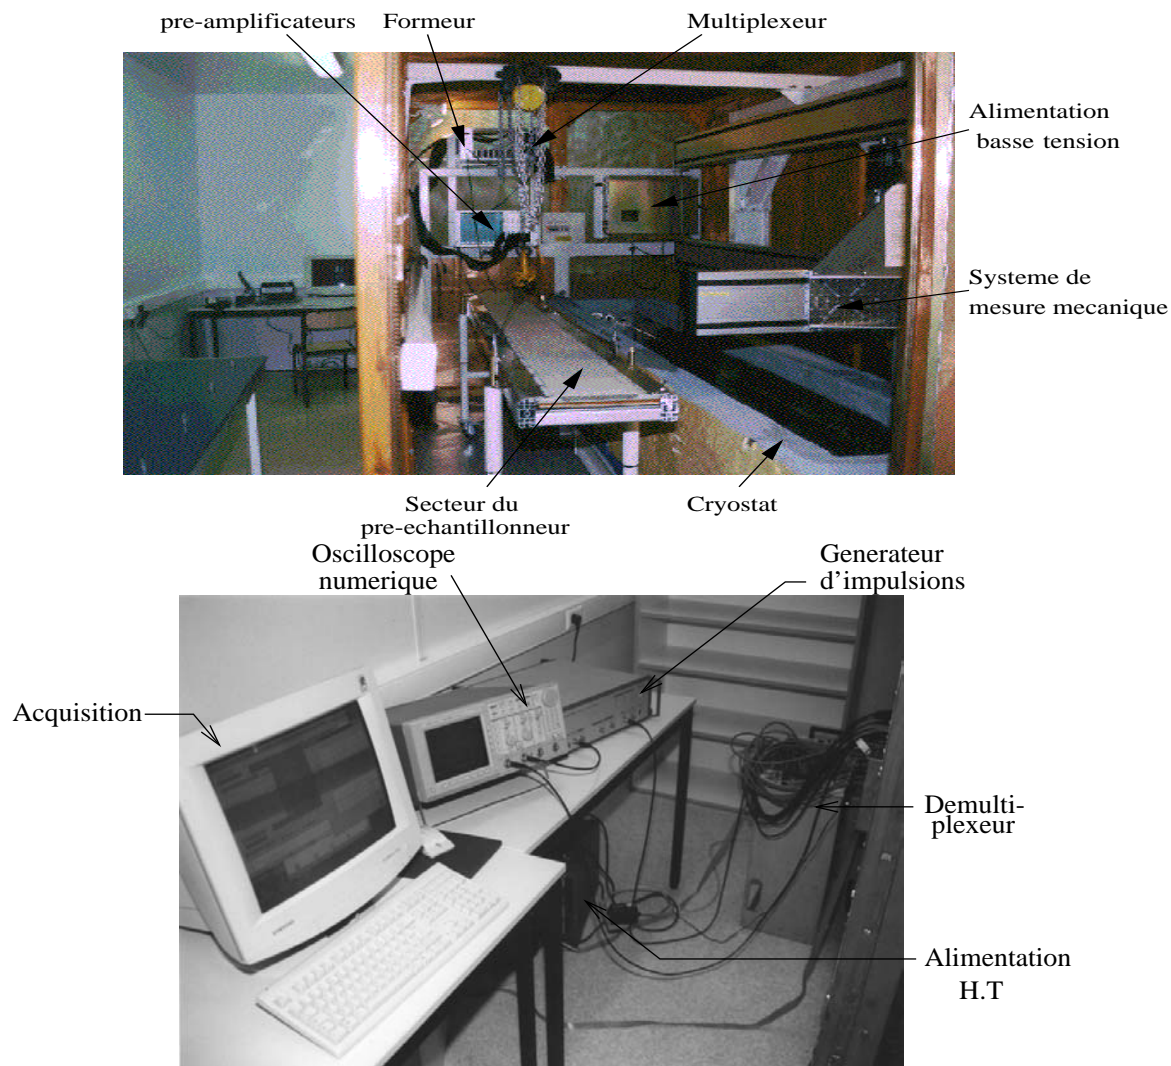 pre-amplificateurs
Formeur
Multiplexeur
Alimentation
basse tension
Systeme de
mesure mecanique
Secteur du
pre-echantillonneur
Cryostat
Oscilloscope
numerique
Generateur
d'impulsions
Acquisition
Demulti-
plexeur
Alimentation
H.T